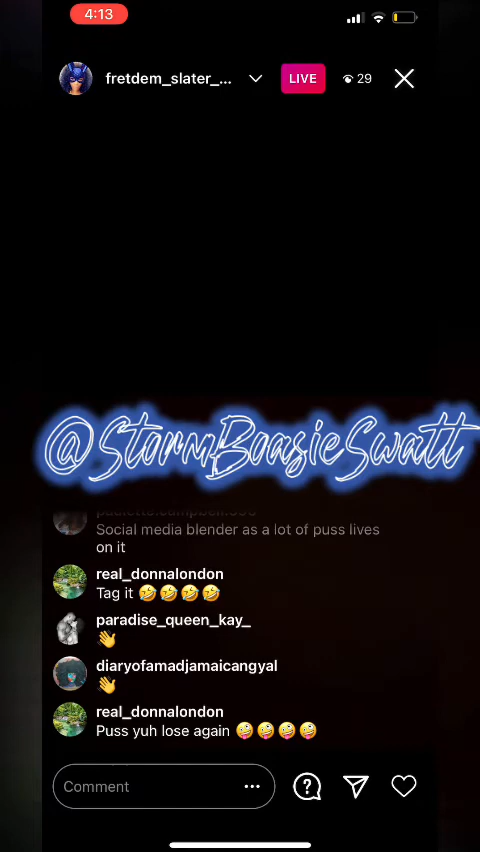 4:13
fretdem_slater_...
LIVE
29
@StormBoasieSwatt
Social media blender as a lot of puss lives
on it
real_donnalondon
Tag it 🤣🤣🤣🤣
paradise_queen_kay_
👋
diaryofamadjamaicangyal
👋
real_donnalondon
Puss yuh lose again 🤪🤪🤪🤪
Comment